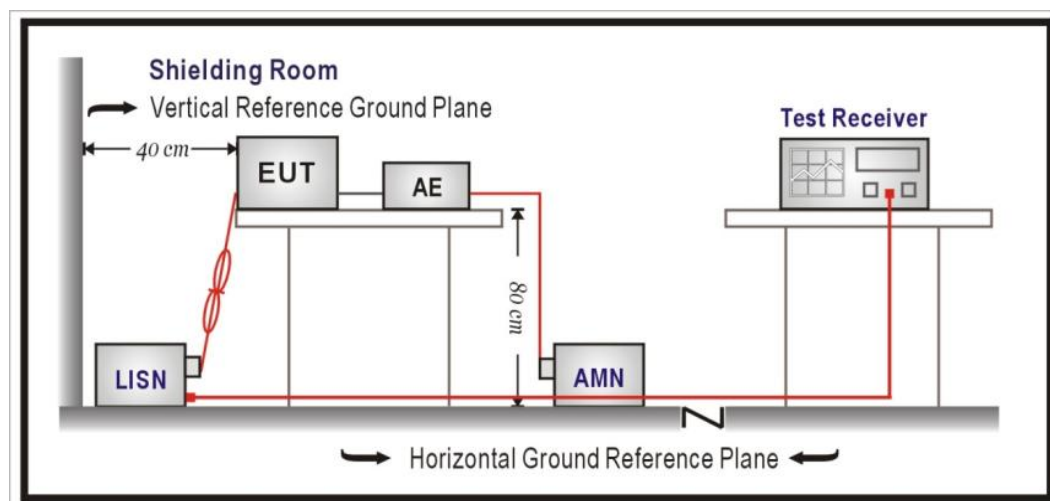 Shielding Room
Vertical Reference Ground Plane
Test Receiver
40 cm
EUT
AE
80 cm
LISN
AMN
Horizontal Ground Reference Plane